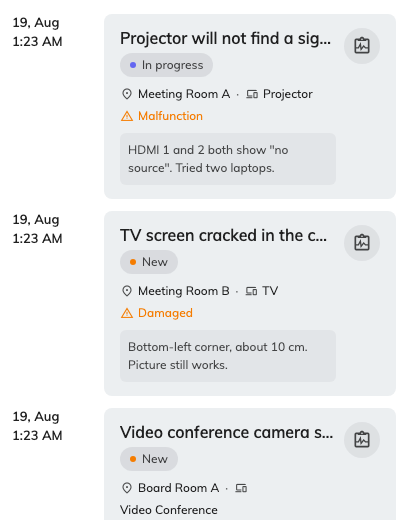 19, Aug
1:23 AM
Projector will not find a sig...
In progress
Meeting Room A · Projector
Malfunction
HDMI 1 and 2 both show "no
source". Tried two laptops.
19, Aug
1:23 AM
TV screen cracked in the c...
New
Meeting Room B · TV
Damaged
Bottom-left corner, about 10 cm.
Picture still works.
19, Aug
1:23 AM
Video conference camera s...
New
Board Room A ·
Video Conference